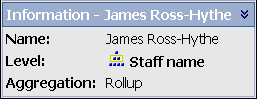 Information - James Ross-Hythe
Name: James Ross-Hythe
Level: Staff name
Aggregation: Rollup